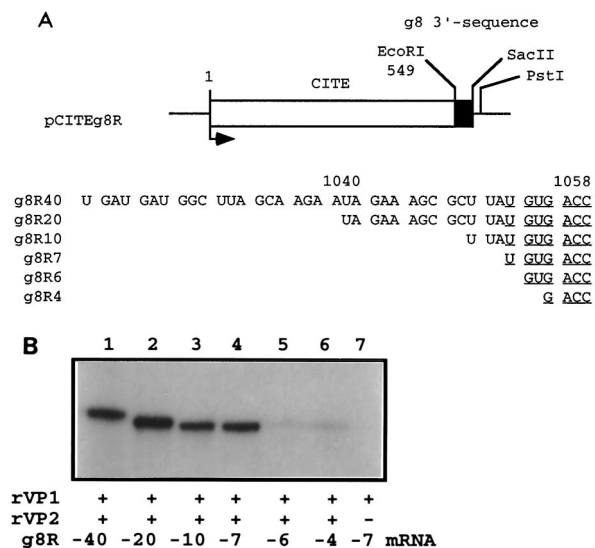 A
g8 3'-sequence
EcoRI SacII
549 PstI
1 CITE
pCITEg8R
1040 1058
g8R40 U GAU GAU GGC UUA GCA AGA AUA GAA AGC GCU UAU GUG ACC
g8R20 UA GAA AGC GCU UAU GUG ACC
g8R10 U UAU GUG ACC
g8R7 U GUG ACC
g8R6 GUG ACC
g8R4 G ACC
B 1 2 3 4 5 6 7
rVP1 + + + + + + +
rVP2 + + + + + + -
g8R -40 -20 -10 -7 -6 -4 -7 mRNA